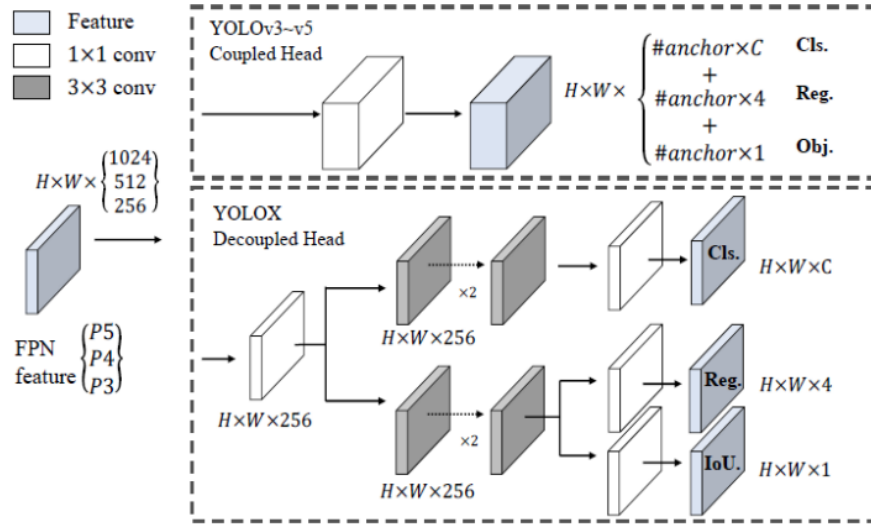 Feature
1×1 conv
3×3 conv
H×W×
1024
512
256
FPN
feature
P5
P4
P3
YOLOv3~v5
Coupled Head
H×W×
#anchor×C Cls.
+
#anchor×4 Reg.
+
#anchor×1 Obj.
YOLOX
Decoupled Head
H×W×256
×2
H×W×256
Cls.
H×W×C
×2
H×W×256
Reg.
H×W×4
IoU.
H×W×1